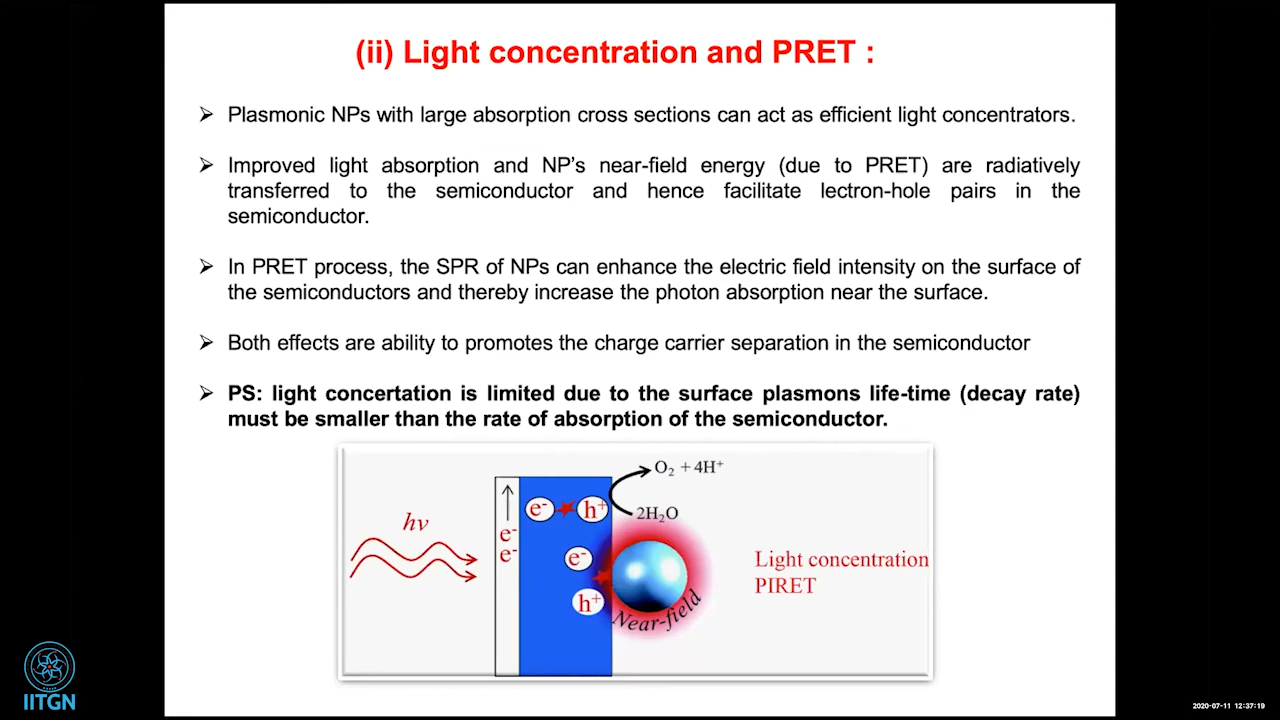 (ii) Light concentration and PRET :
➢ Plasmonic NPs with large absorption cross sections can act as efficient light concentrators.
➢ Improved light absorption and NP's near-field energy (due to PRET) are radiatively
transferred to the semiconductor and hence facilitate lectron-hole pairs in the
semiconductor.
➢ In PRET process, the SPR of NPs can enhance the electric field intensity on the surface of
the semiconductors and thereby increase the photon absorption near the surface.
➢ Both effects are ability to promotes the charge carrier separation in the semiconductor
➢ PS: light concertation is limited due to the surface plasmons life-time (decay rate)
must be smaller than the rate of absorption of the semiconductor.
O₂ + 4H⁺
e⁻ h⁺
2H₂O
hν
e⁻
e⁻
e⁻
h⁺
Near-field
Light concentration
PIRET
IITGN
2020-07-11 12:37:19